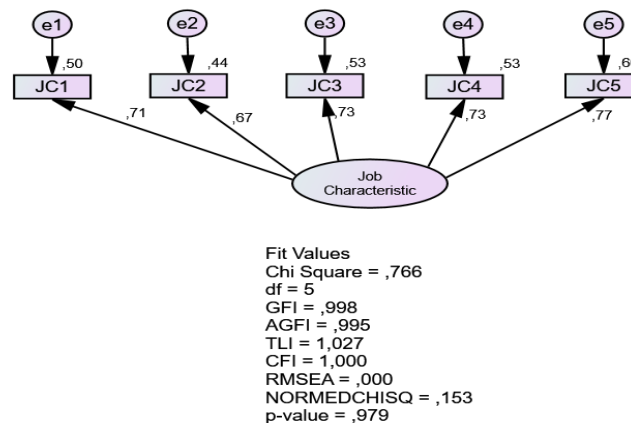 e1 e2 e3 e4 e5
,50 ,44 ,53 ,53
JC1 JC2 JC3 JC4 JC5
,71 ,67 ,73 ,73 ,77
Job
Characteristic
Fit Values
Chi Square = ,766
df = 5
GFI = ,998
AGFI = ,995
TLI = 1,027
CFI = 1,000
RMSEA = ,000
NORMEDCHISQ = ,153
p-value = ,979